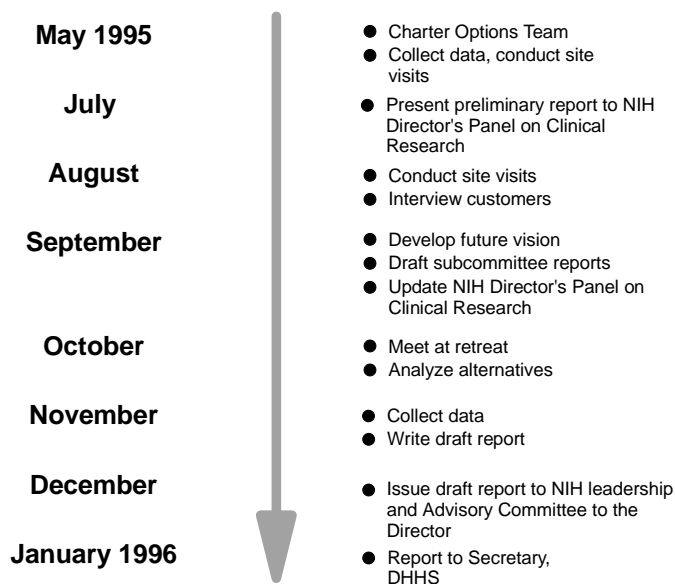 May 1995
● Charter Options Team
● Collect data, conduct site
visits
July
● Present preliminary report to NIH
Director's Panel on Clinical
Research
August
● Conduct site visits
● Interview customers
September
● Develop future vision
● Draft subcommittee reports
● Update NIH Director's Panel on
Clinical Research
October
● Meet at retreat
● Analyze alternatives
November
● Collect data
● Write draft report
December
● Issue draft report to NIH leadership
and Advisory Committee to the
Director
January 1996
● Report to Secretary,
DHHS